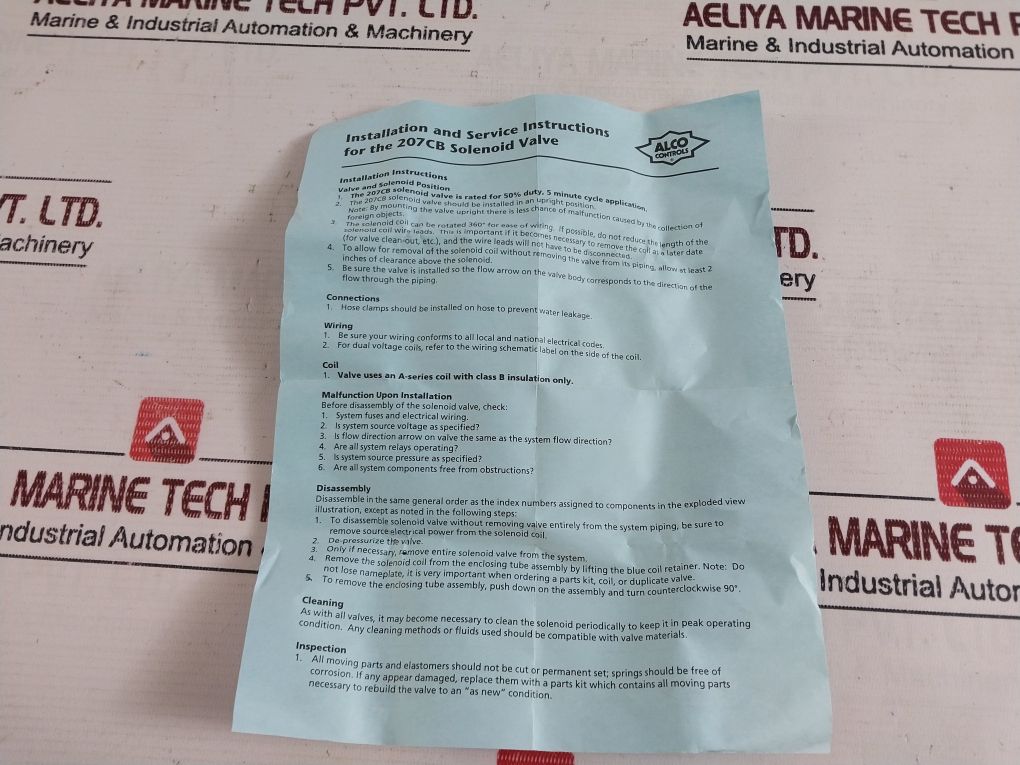 AELIYA MARINE TECH PVT. LTD.
Marine & Industrial Automation & Machinery
AELIYA MARINE TECH P
Marine & Industrial Automation
Installation and Service Instructions
for the 207CB Solenoid Valve
ALCO
CONTROLS
Installation Instructions
Valve and Solenoid Position
1. The 207CB solenoid valve is rated for 50% duty, 5 minute cycle application.
2. The 207CB solenoid valve should be installed in an upright position.
Note: By mounting the valve upright there is less chance of malfunction caused by the collection of
foreign objects.
3. The solenoid coil can be rotated 360° for ease of wiring. If possible, do not reduce the length of the
solenoid coil wire leads. This is important if it becomes necessary to remove the coil at a later date
(for valve clean-out, etc.), and the wire leads will not have to be disconnected.
4. To allow for removal of the solenoid coil without removing the valve from its piping, allow at least 2
inches of clearance above the solenoid.
5. Be sure the valve is installed so the flow arrow on the valve body corresponds to the direction of the
flow through the piping.
Connections
1. Hose clamps should be installed on hose to prevent water leakage.
Wiring
1. Be sure your wiring conforms to all local and national electrical codes.
2. For dual voltage coils, refer to the wiring schematic label on the side of the coil.
Coil
1. Valve uses an A-series coil with class B insulation only.
Malfunction Upon Installation
Before disassembly of the solenoid valve, check:
1. System fuses and electrical wiring.
2. Is system source voltage as specified?
3. Is flow direction arrow on valve the same as the system flow direction?
4. Are all system relays operating?
5. Is system source pressure as specified?
6. Are all system components free from obstructions?
Disassembly
Disassemble in the same general order as the index numbers assigned to components in the exploded view
illustration, except as noted in the following steps:
1. To disassemble solenoid valve without removing valve entirely from the system piping, be sure to
remove source electrical power from the solenoid coil.
2. De-pressurize the valve.
3. Only if necessary, remove entire solenoid valve from the system.
4. Remove the solenoid coil from the enclosing tube assembly by lifting the blue coil retainer. Note: Do
not lose nameplate, it is very important when ordering a parts kit, coil, or duplicate valve.
5. To remove the enclosing tube assembly, push down on the assembly and turn counterclockwise 90°.
Cleaning
As with all valves, it may become necessary to clean the solenoid periodically to keep it in peak operating
condition. Any cleaning methods or fluids used should be compatible with valve materials.
Inspection
1. All moving parts and elastomers should not be cut or permanent set; springs should be free of
corrosion. If any appear damaged, replace them with a parts kit which contains all moving parts
necessary to rebuild the valve to an "as new" condition.
VT. LTD.
achinery
TD.
ery
MARINE TECH
ndustrial Automation
MARINE TE
Industrial Autor